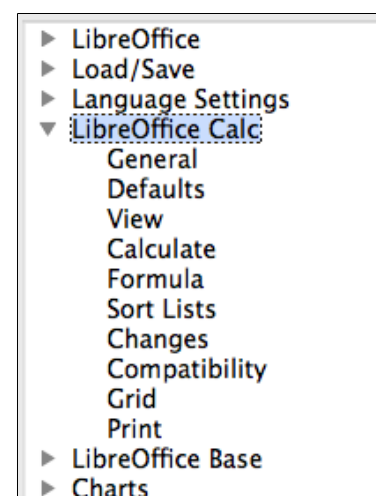 LibreOffice
Load/Save
Language Settings
LibreOffice Calc
General
Defaults
View
Calculate
Formula
Sort Lists
Changes
Compatibility
Grid
Print
LibreOffice Base
Charts